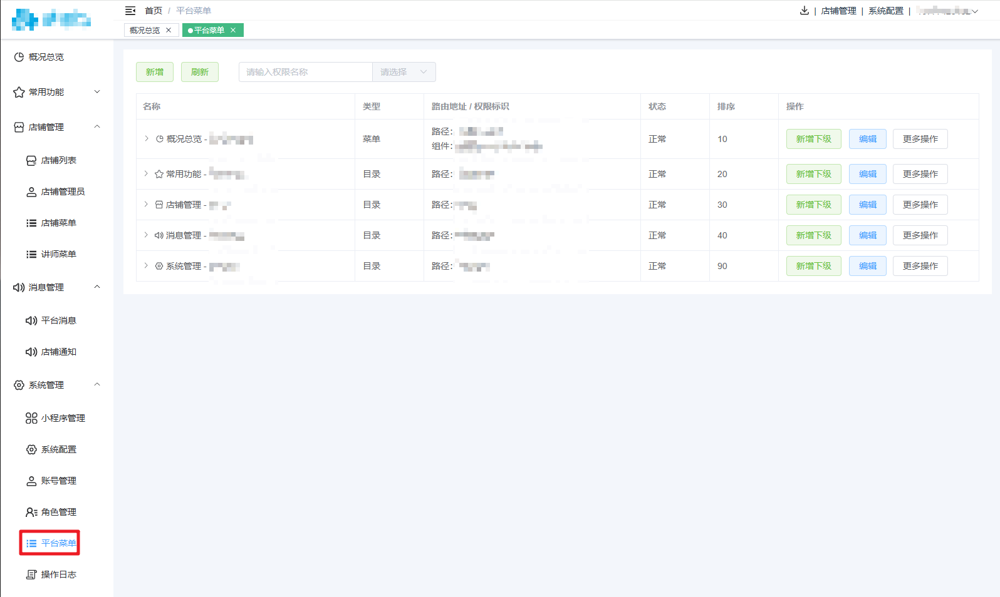 首页 / 平台菜单
| 店铺管理 | 系统配置 |
概况总览 × 平台菜单 ×
概况总览
常用功能
店铺管理
店铺列表
店铺管理员
店铺菜单
讲师菜单
消息管理
平台消息
店铺通知
系统管理
小程序管理
系统配置
账号管理
角色管理
平台菜单
操作日志
新增 刷新 请输入权限名称 请选择
名称 类型 路由地址 / 权限标识 状态 排序 操作
概况总览 - 菜单 路径: 组件: 正常 10 新增下级 编辑 更多操作
常用功能 - 目录 路径: 正常 20 新增下级 编辑 更多操作
店铺管理 - 目录 路径: 正常 30 新增下级 编辑 更多操作
消息管理 - 目录 路径: 正常 40 新增下级 编辑 更多操作
系统管理 - 目录 路径: 正常 90 新增下级 编辑 更多操作